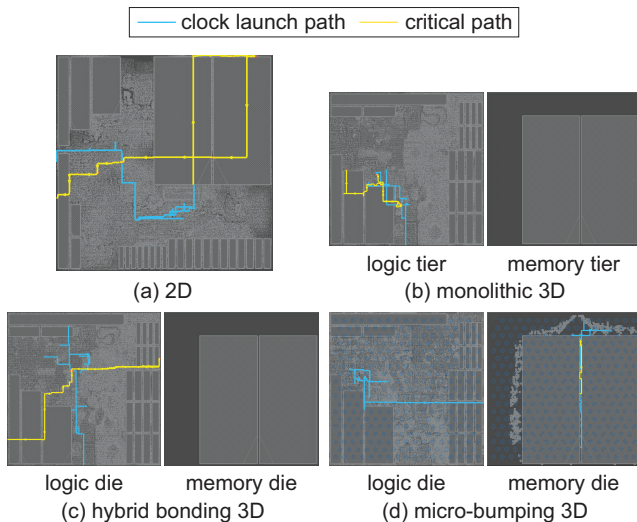 clock launch path critical path
(a) 2D
logic tier memory tier
(b) monolithic 3D
logic die memory die
(c) hybrid bonding 3D
logic die memory die
(d) micro-bumping 3D